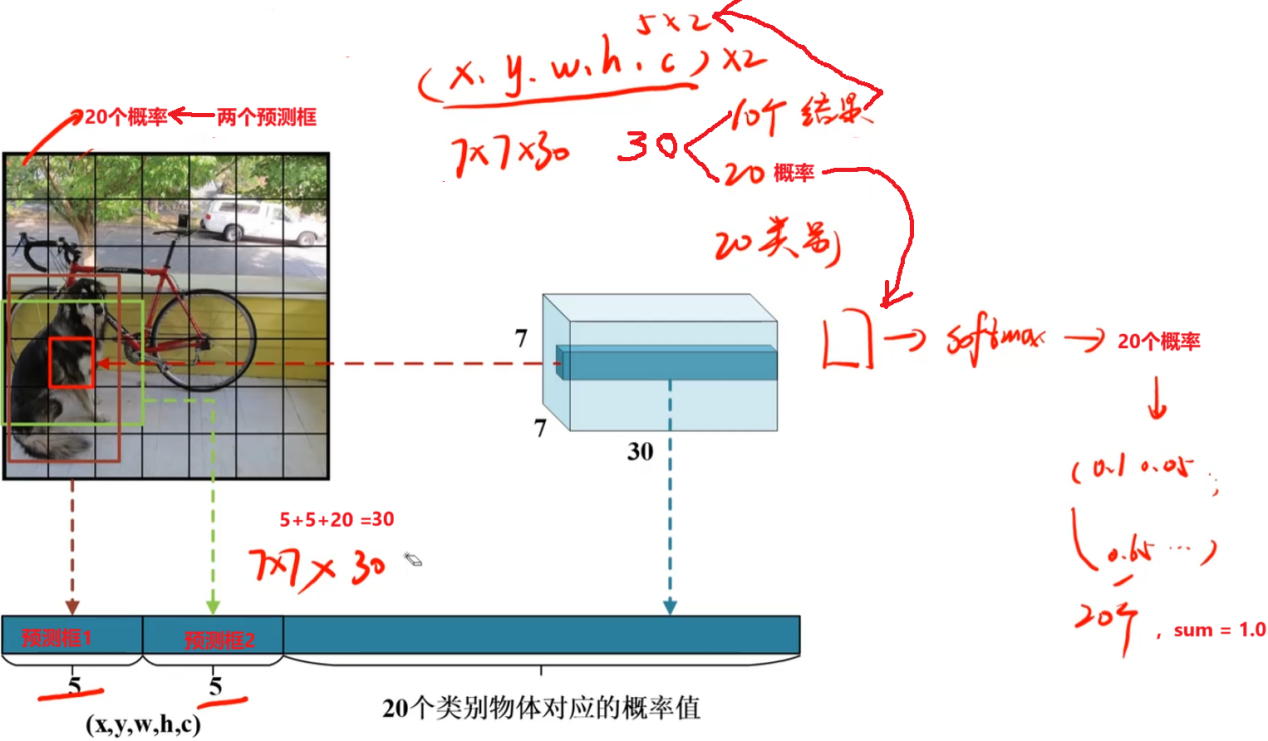 5×2
(x, y, w, h, c) ×2
20个概率 ← 两个预测框
10个 结果
7×7×30
30
20 概率
20类别
7
7
30
→ softmax → 20个概率
(0.1 0.05
0.65 ...)
20个 , sum = 1.0
5+5+20 =30
7×7×30
预测框1
预测框2
5
5
(x,y,w,h,c)
20个类别物体对应的概率值